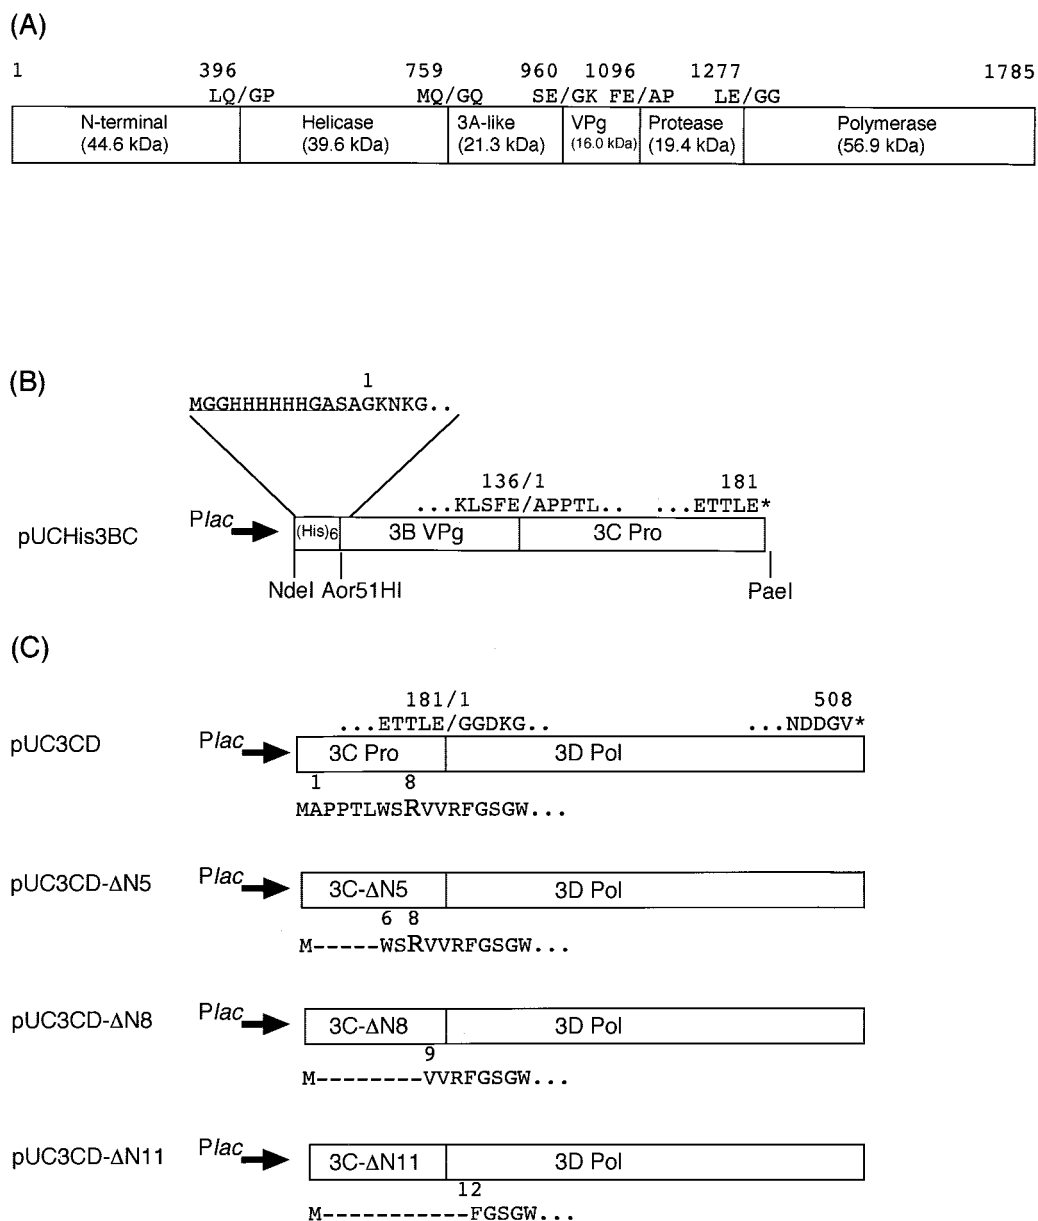 (A)
1 396 759 960 1096 1277 1785
LQ/GP MQ/GQ SE/GK FE/AP LE/GG
N-terminal Helicase 3A-like VPg Protease Polymerase
(44.6 kDa) (39.6 kDa) (21.3 kDa) (16.0 kDa) (19.4 kDa) (56.9 kDa)
(B)
1
MGGHHHHHHGASAGKNKG..
136/1 181
...KLSFE/APPTL.. ...ETTLE*
pUCHis3BC Plac (His)6 3B VPg 3C Pro
NdeI Aor51HI PaeI
(C)
181/1 508
...ETTLE/GGDKG.. ...NDDGV*
pUC3CD Plac 3C Pro 3D Pol
1 8
MAPPTLWSRVVRFGSGW...
pUC3CD-ΔN5 Plac 3C-ΔN5 3D Pol
6 8
M-----WSRVVRFGSGW...
pUC3CD-ΔN8 Plac 3C-ΔN8 3D Pol
9
M--------VVRFGSGW...
pUC3CD-ΔN11 Plac 3C-ΔN11 3D Pol
12
M-----------FGSGW...